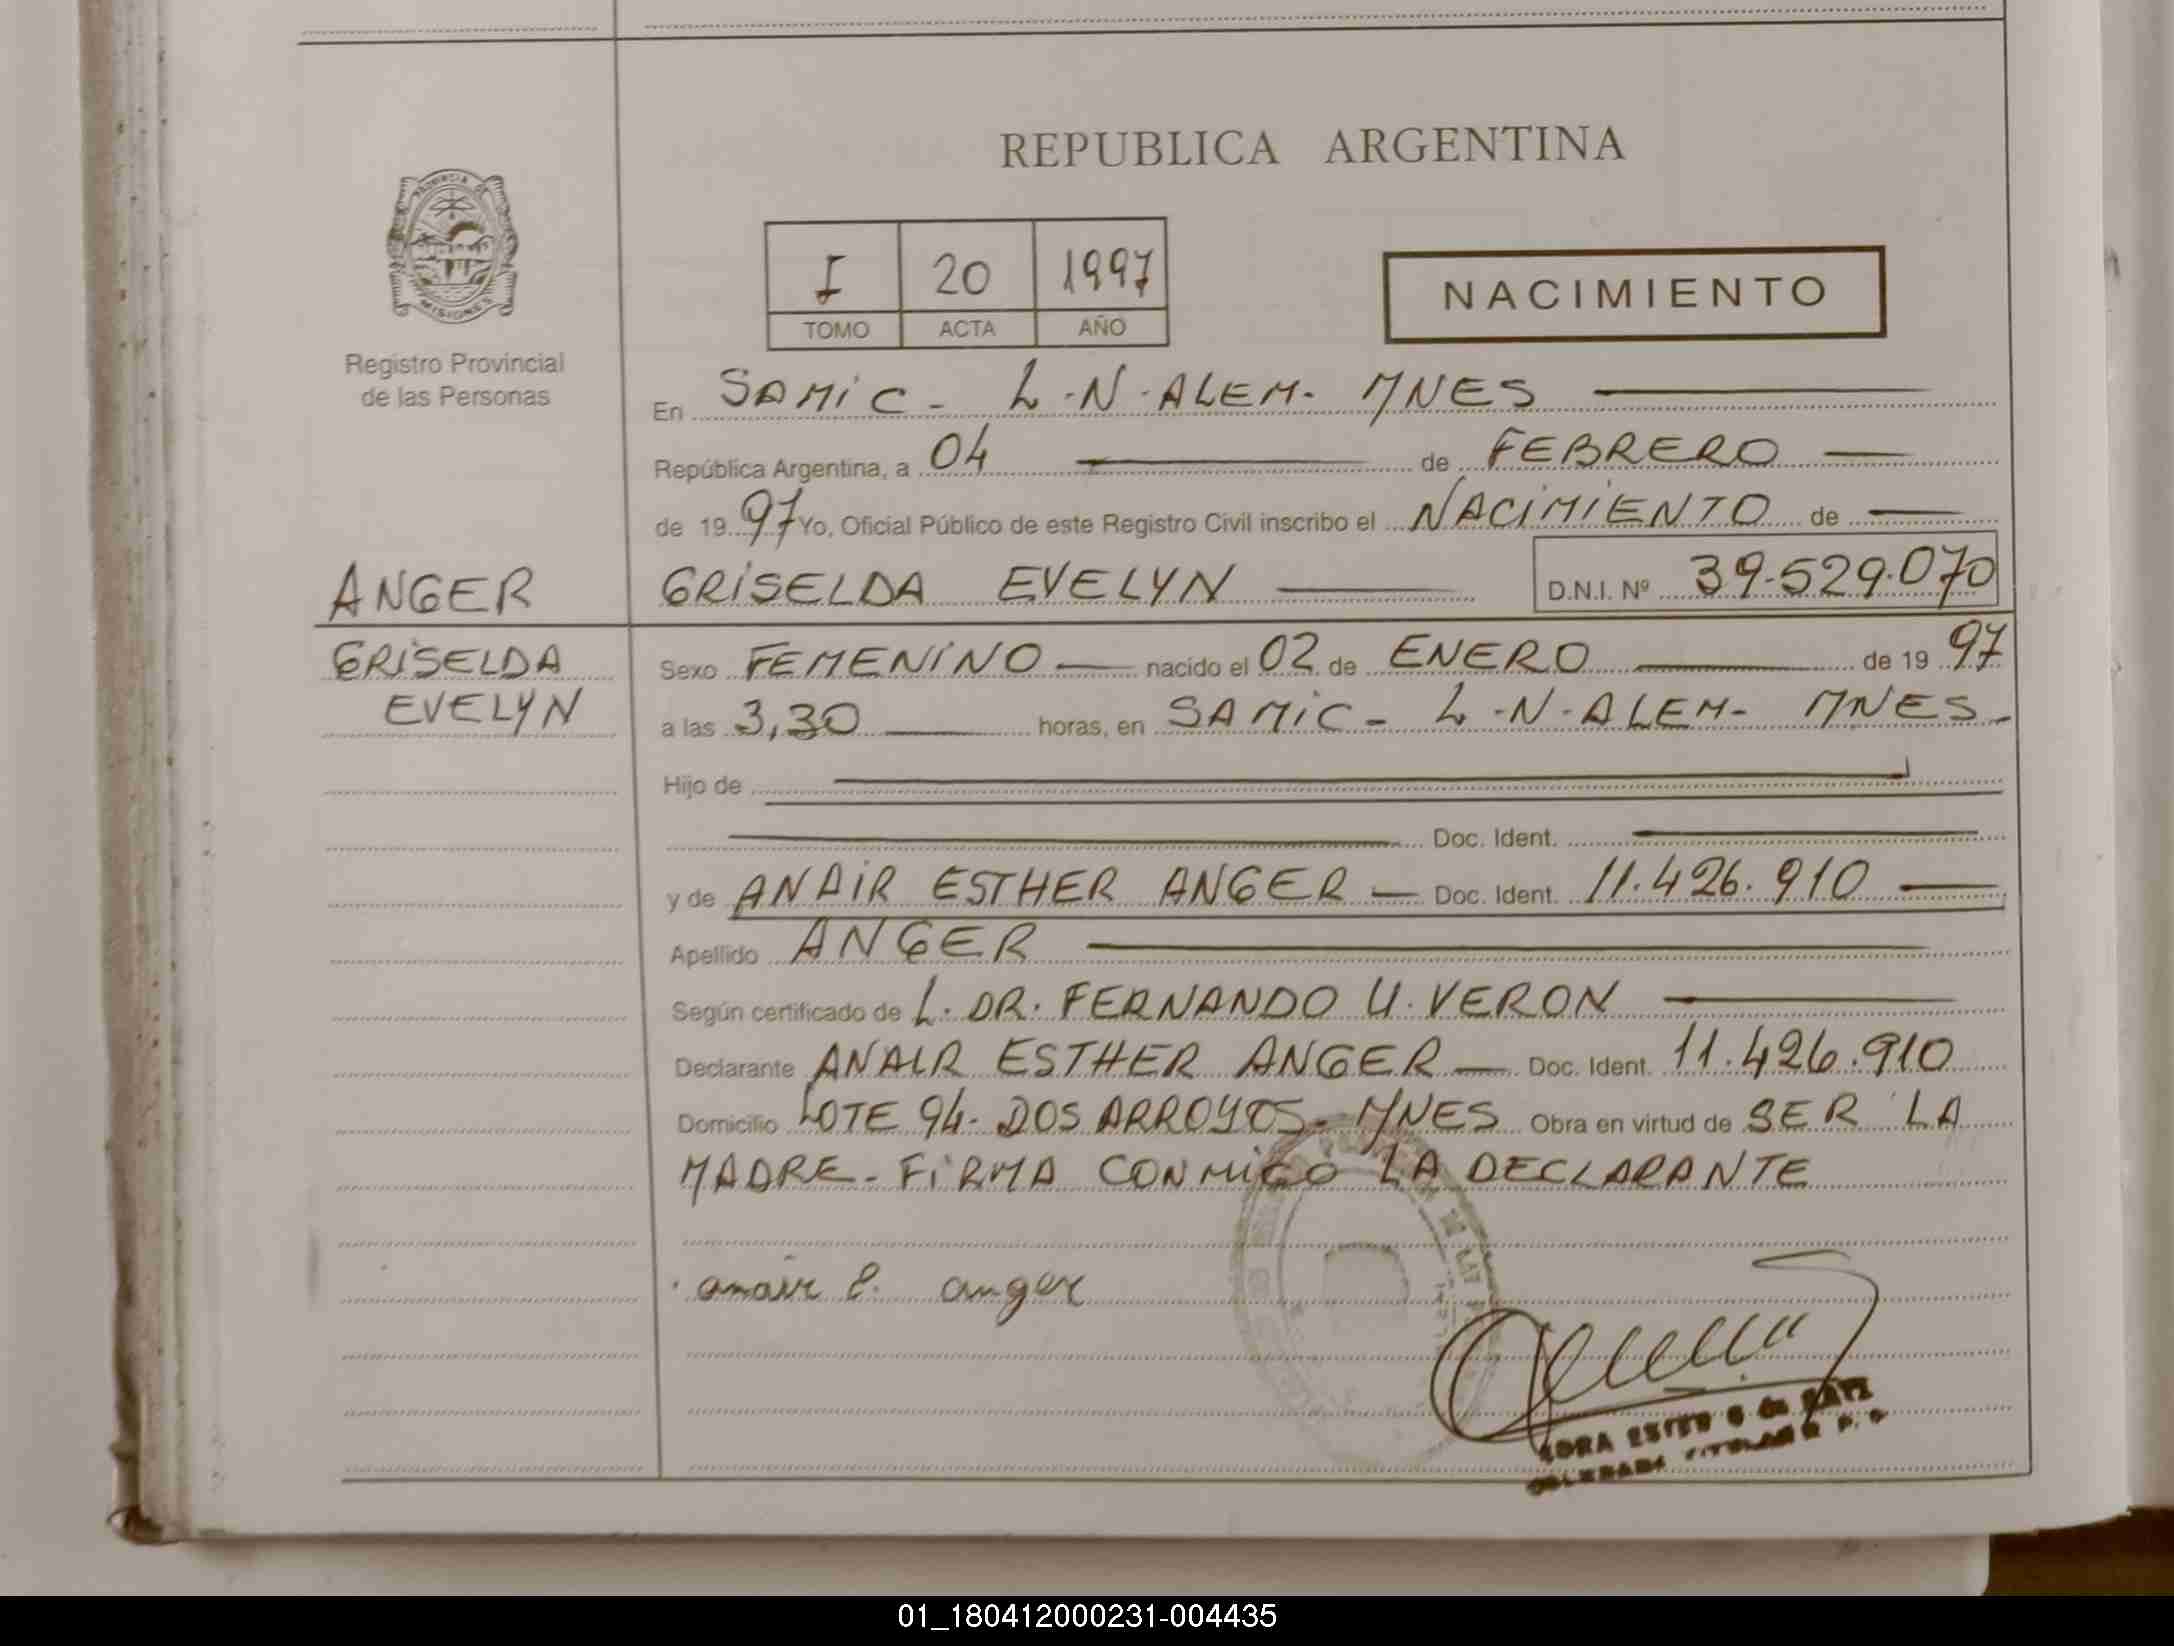 REPUBLICA ARGENTINA
PROVINCIA DE
MISIONES
Registro Provincial
de las Personas
I 20 1997
TOMO ACTA AÑO
NACIMIENTO
En SAMIC - L.N. ALEM - MNES
República Argentina, a 04 de FEBRERO
de 1997 Yo, Oficial Público de este Registro Civil inscribo el NACIMIENTO de
ANGER GRISELDA EVELYN D.N.I. Nº 39.529.070
GRISELDA
EVELYN
Sexo FEMENINO nacido el 02 de ENERO de 1997
a las 3,30 horas, en SAMIC - L.N. ALEM - MNES -
Hijo de
Doc. Ident.
y de ANAIR ESTHER ANGER Doc. Ident. 11.426.910
Apellido ANGER
Según certificado de L. DR. FERNANDO U. VERON
Declarante ANAIR ESTHER ANGER Doc. Ident. 11.426.910
Domicilio LOTE 94 - DOS ARROYOS - MNES Obra en virtud de SER LA
MADRE - FIRMA CONMIGO LA DECLARANTE
anair E. anger
01_180412000231-004435